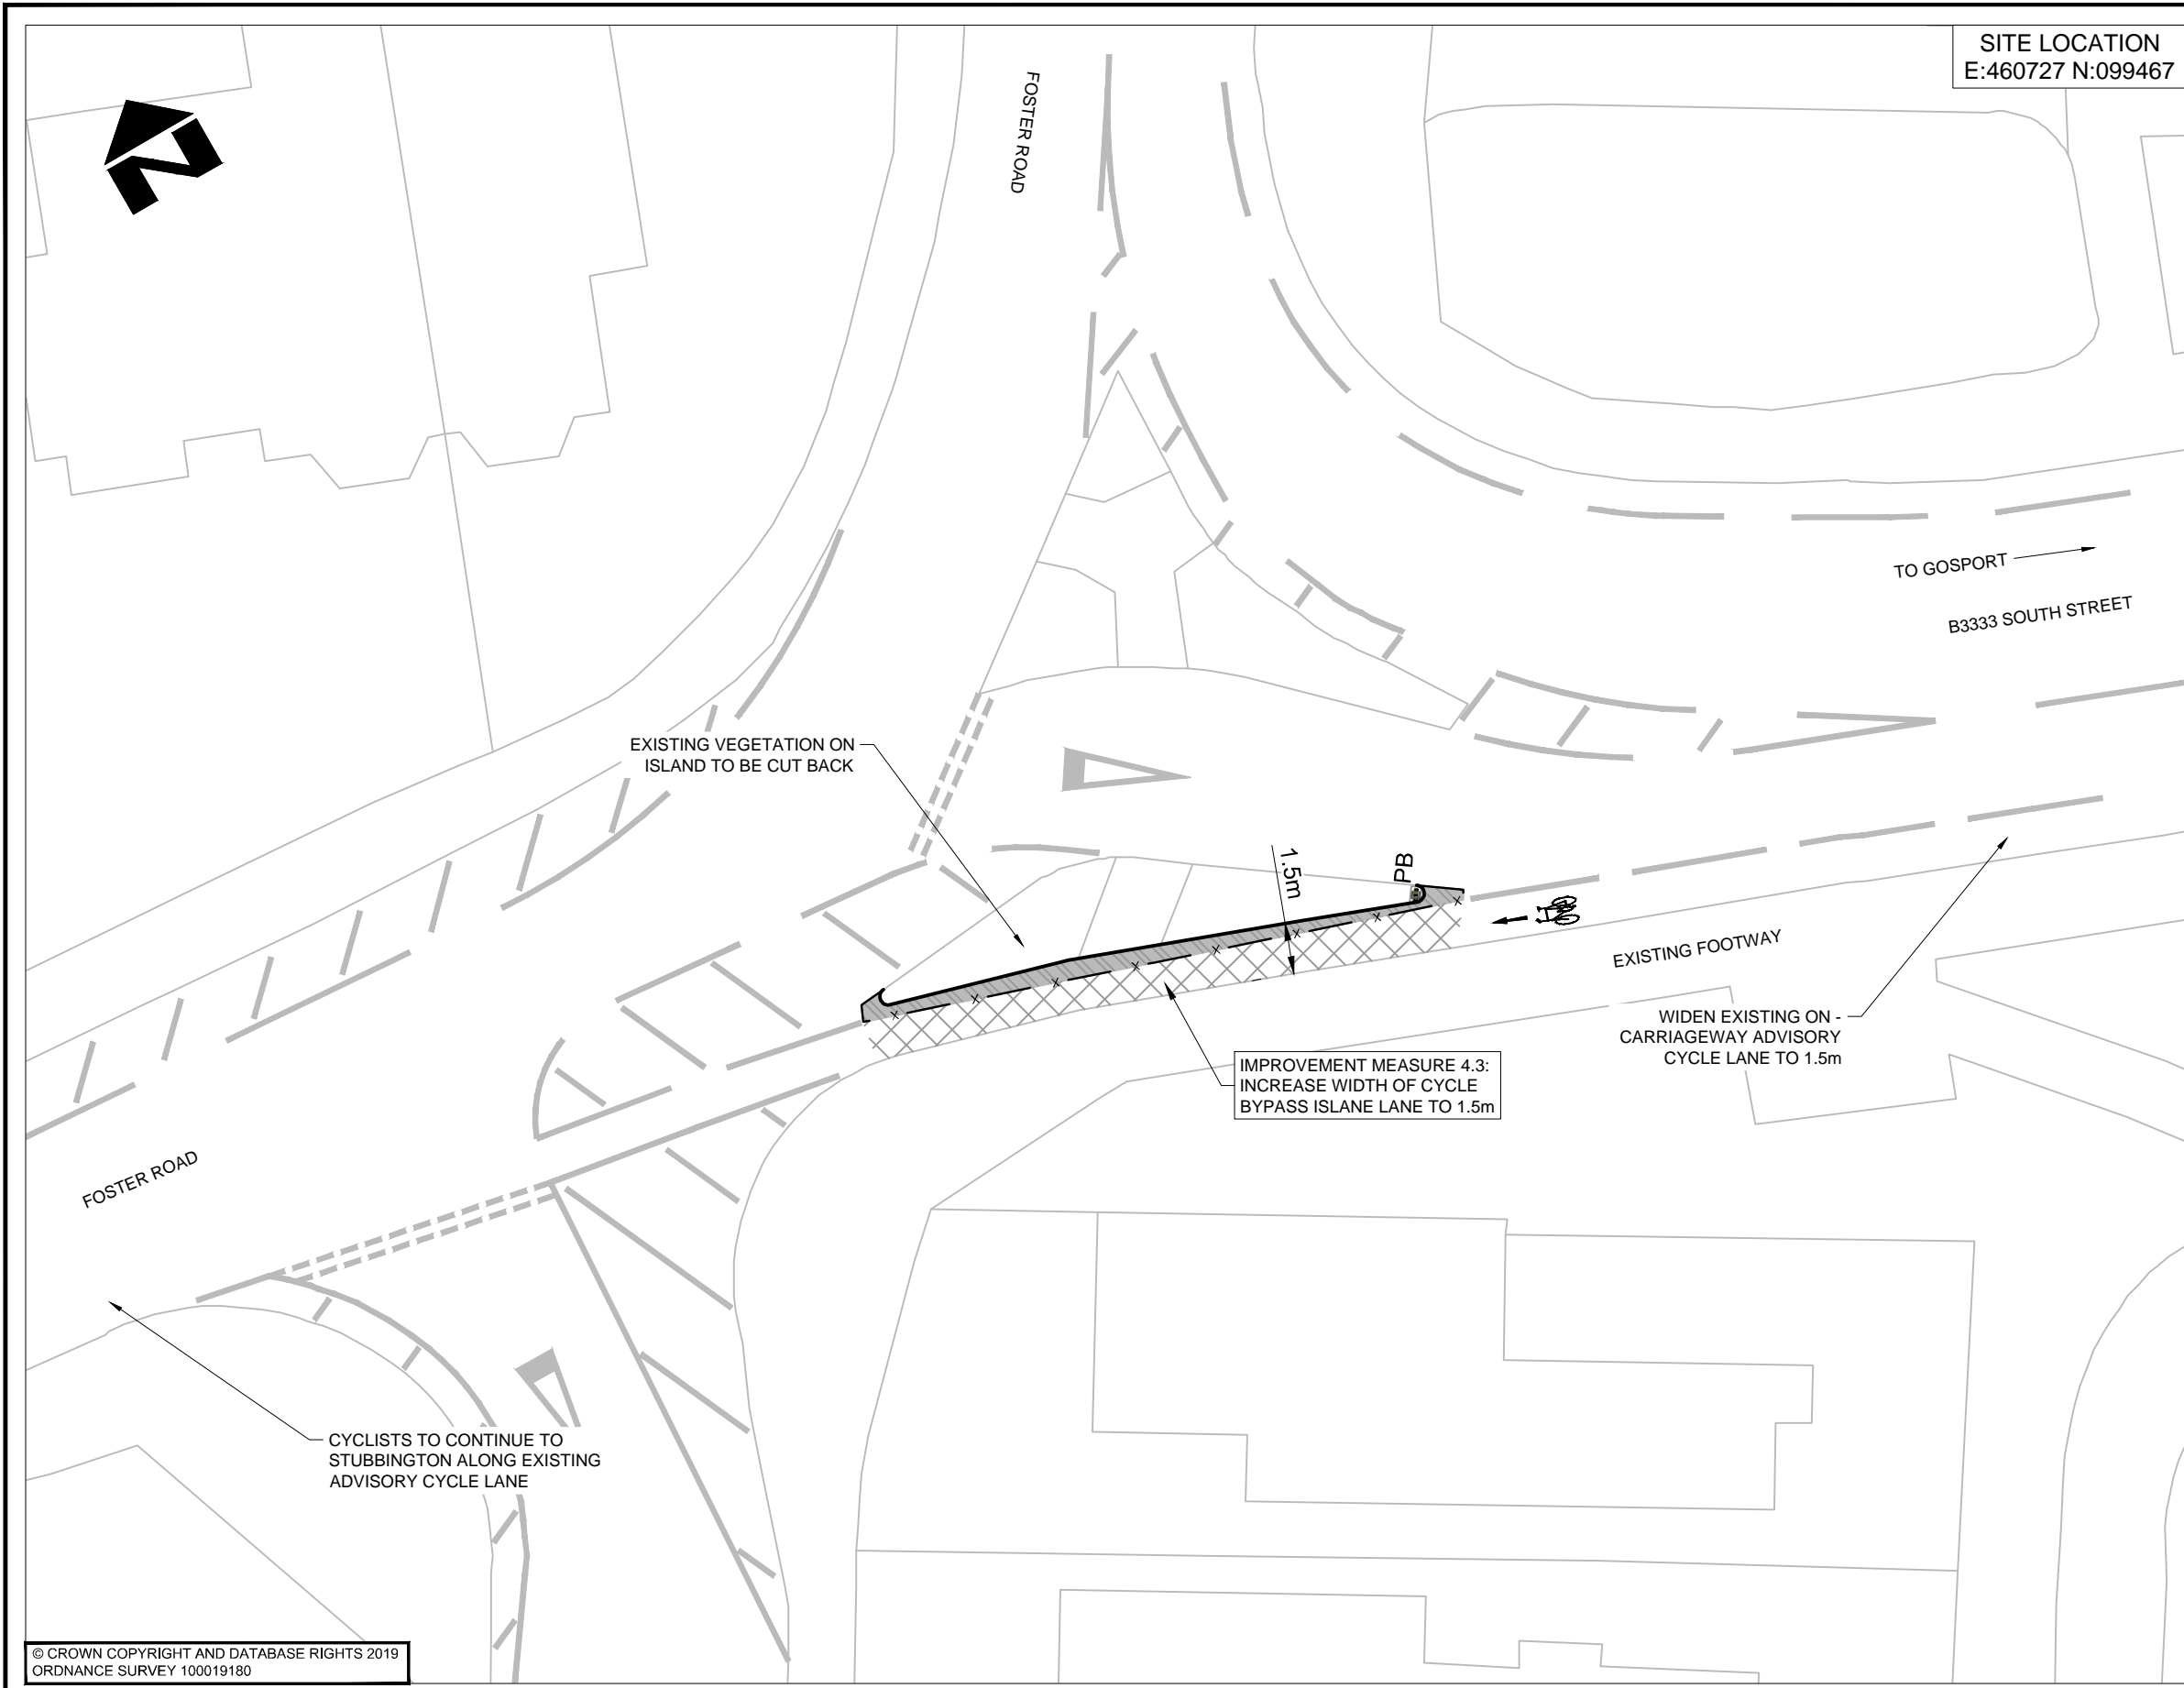 SITE LOCATION
E:460727 N:099467
N
FOSTER ROAD
TO GOSPORT
B3333 SOUTH STREET
EXISTING VEGETATION ON
ISLAND TO BE CUT BACK
1.5m
PB
EXISTING FOOTWAY
WIDEN EXISTING ON -
CARRIAGEWAY ADVISORY
CYCLE LANE TO 1.5m
IMPROVEMENT MEASURE 4.3:
INCREASE WIDTH OF CYCLE
BYPASS ISLANE LANE TO 1.5m
FOSTER ROAD
CYCLISTS TO CONTINUE TO
STUBBINGTON ALONG EXISTING
ADVISORY CYCLE LANE
© CROWN COPYRIGHT AND DATABASE RIGHTS 2019
ORDNANCE SURVEY 100019180